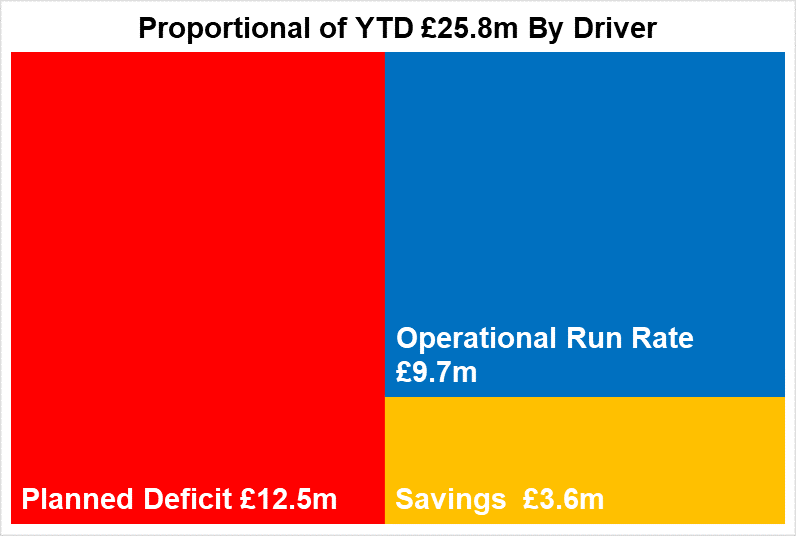 Proportional of YTD £25.8m By Driver
Operational Run Rate
£9.7m
Planned Deficit £12.5m
Savings  £3.6m